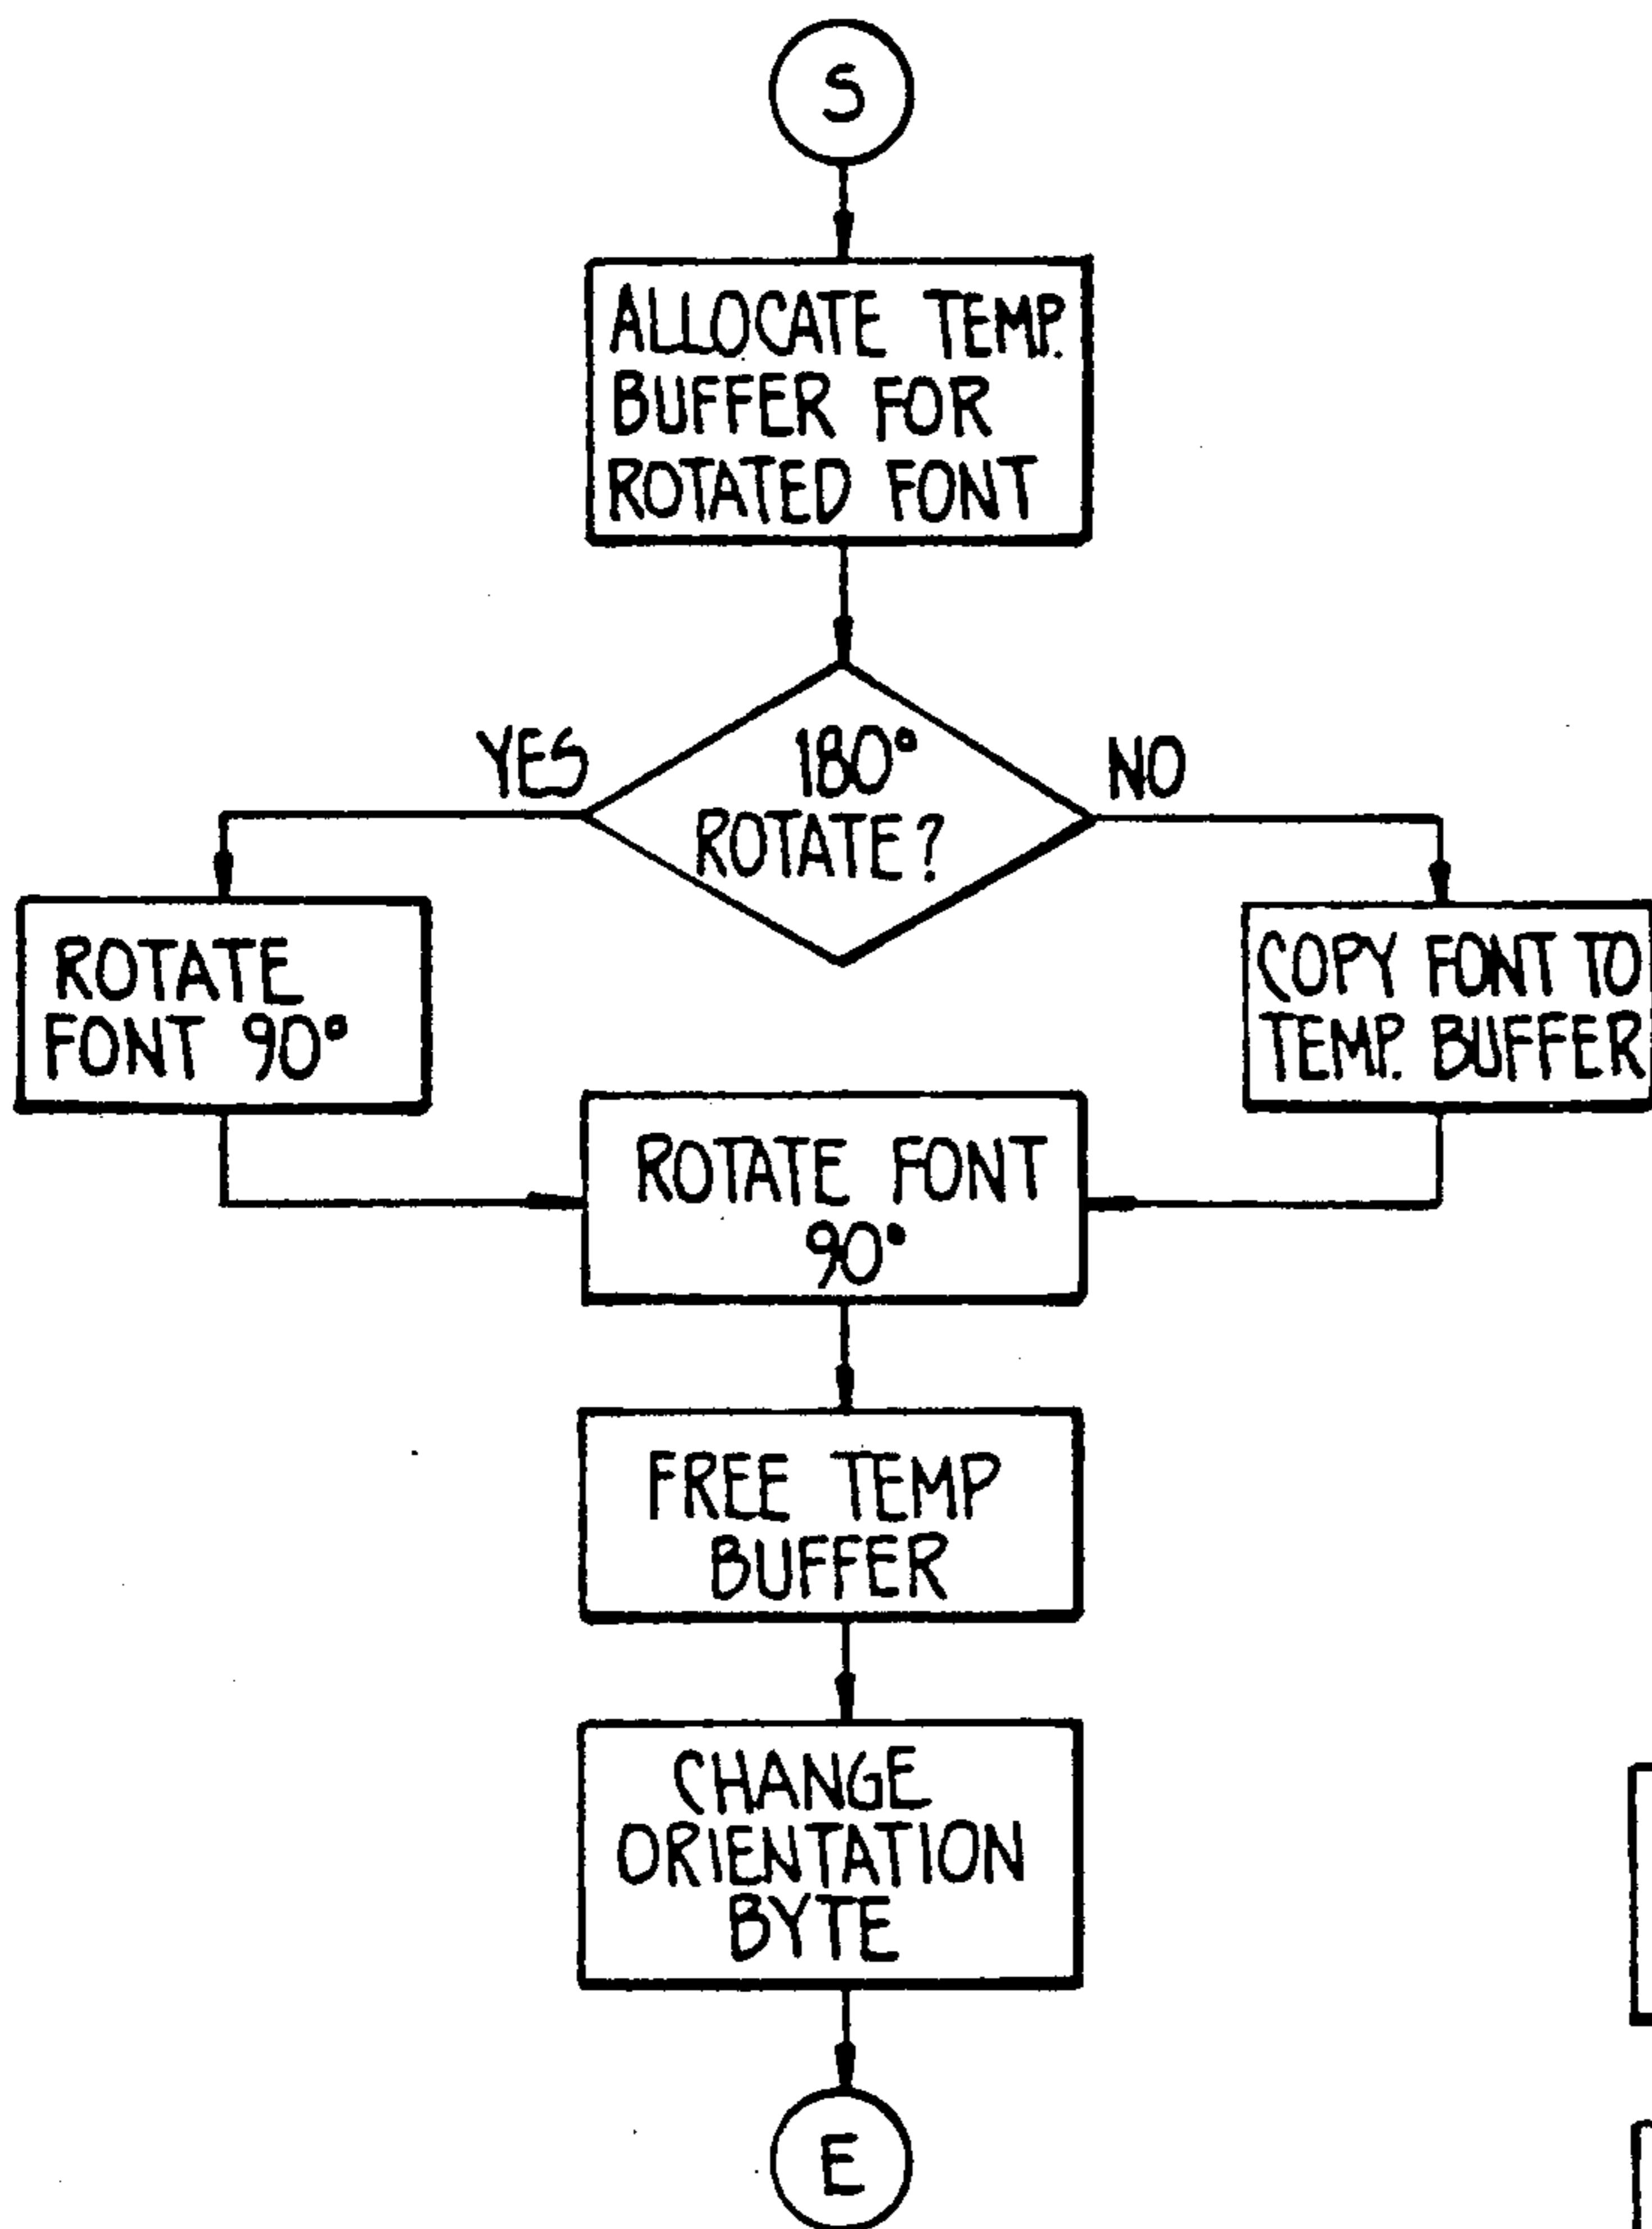 S
ALLOCATE TEMP.
BUFFER FOR
ROTATED FONT
180°
ROTATE?
YES
NO
ROTATE
FONT 90°
COPY FONT TO
TEMP. BUFFER
ROTATE FONT
90°
FREE TEMP
BUFFER
CHANGE
ORIENTATION
BYTE
E